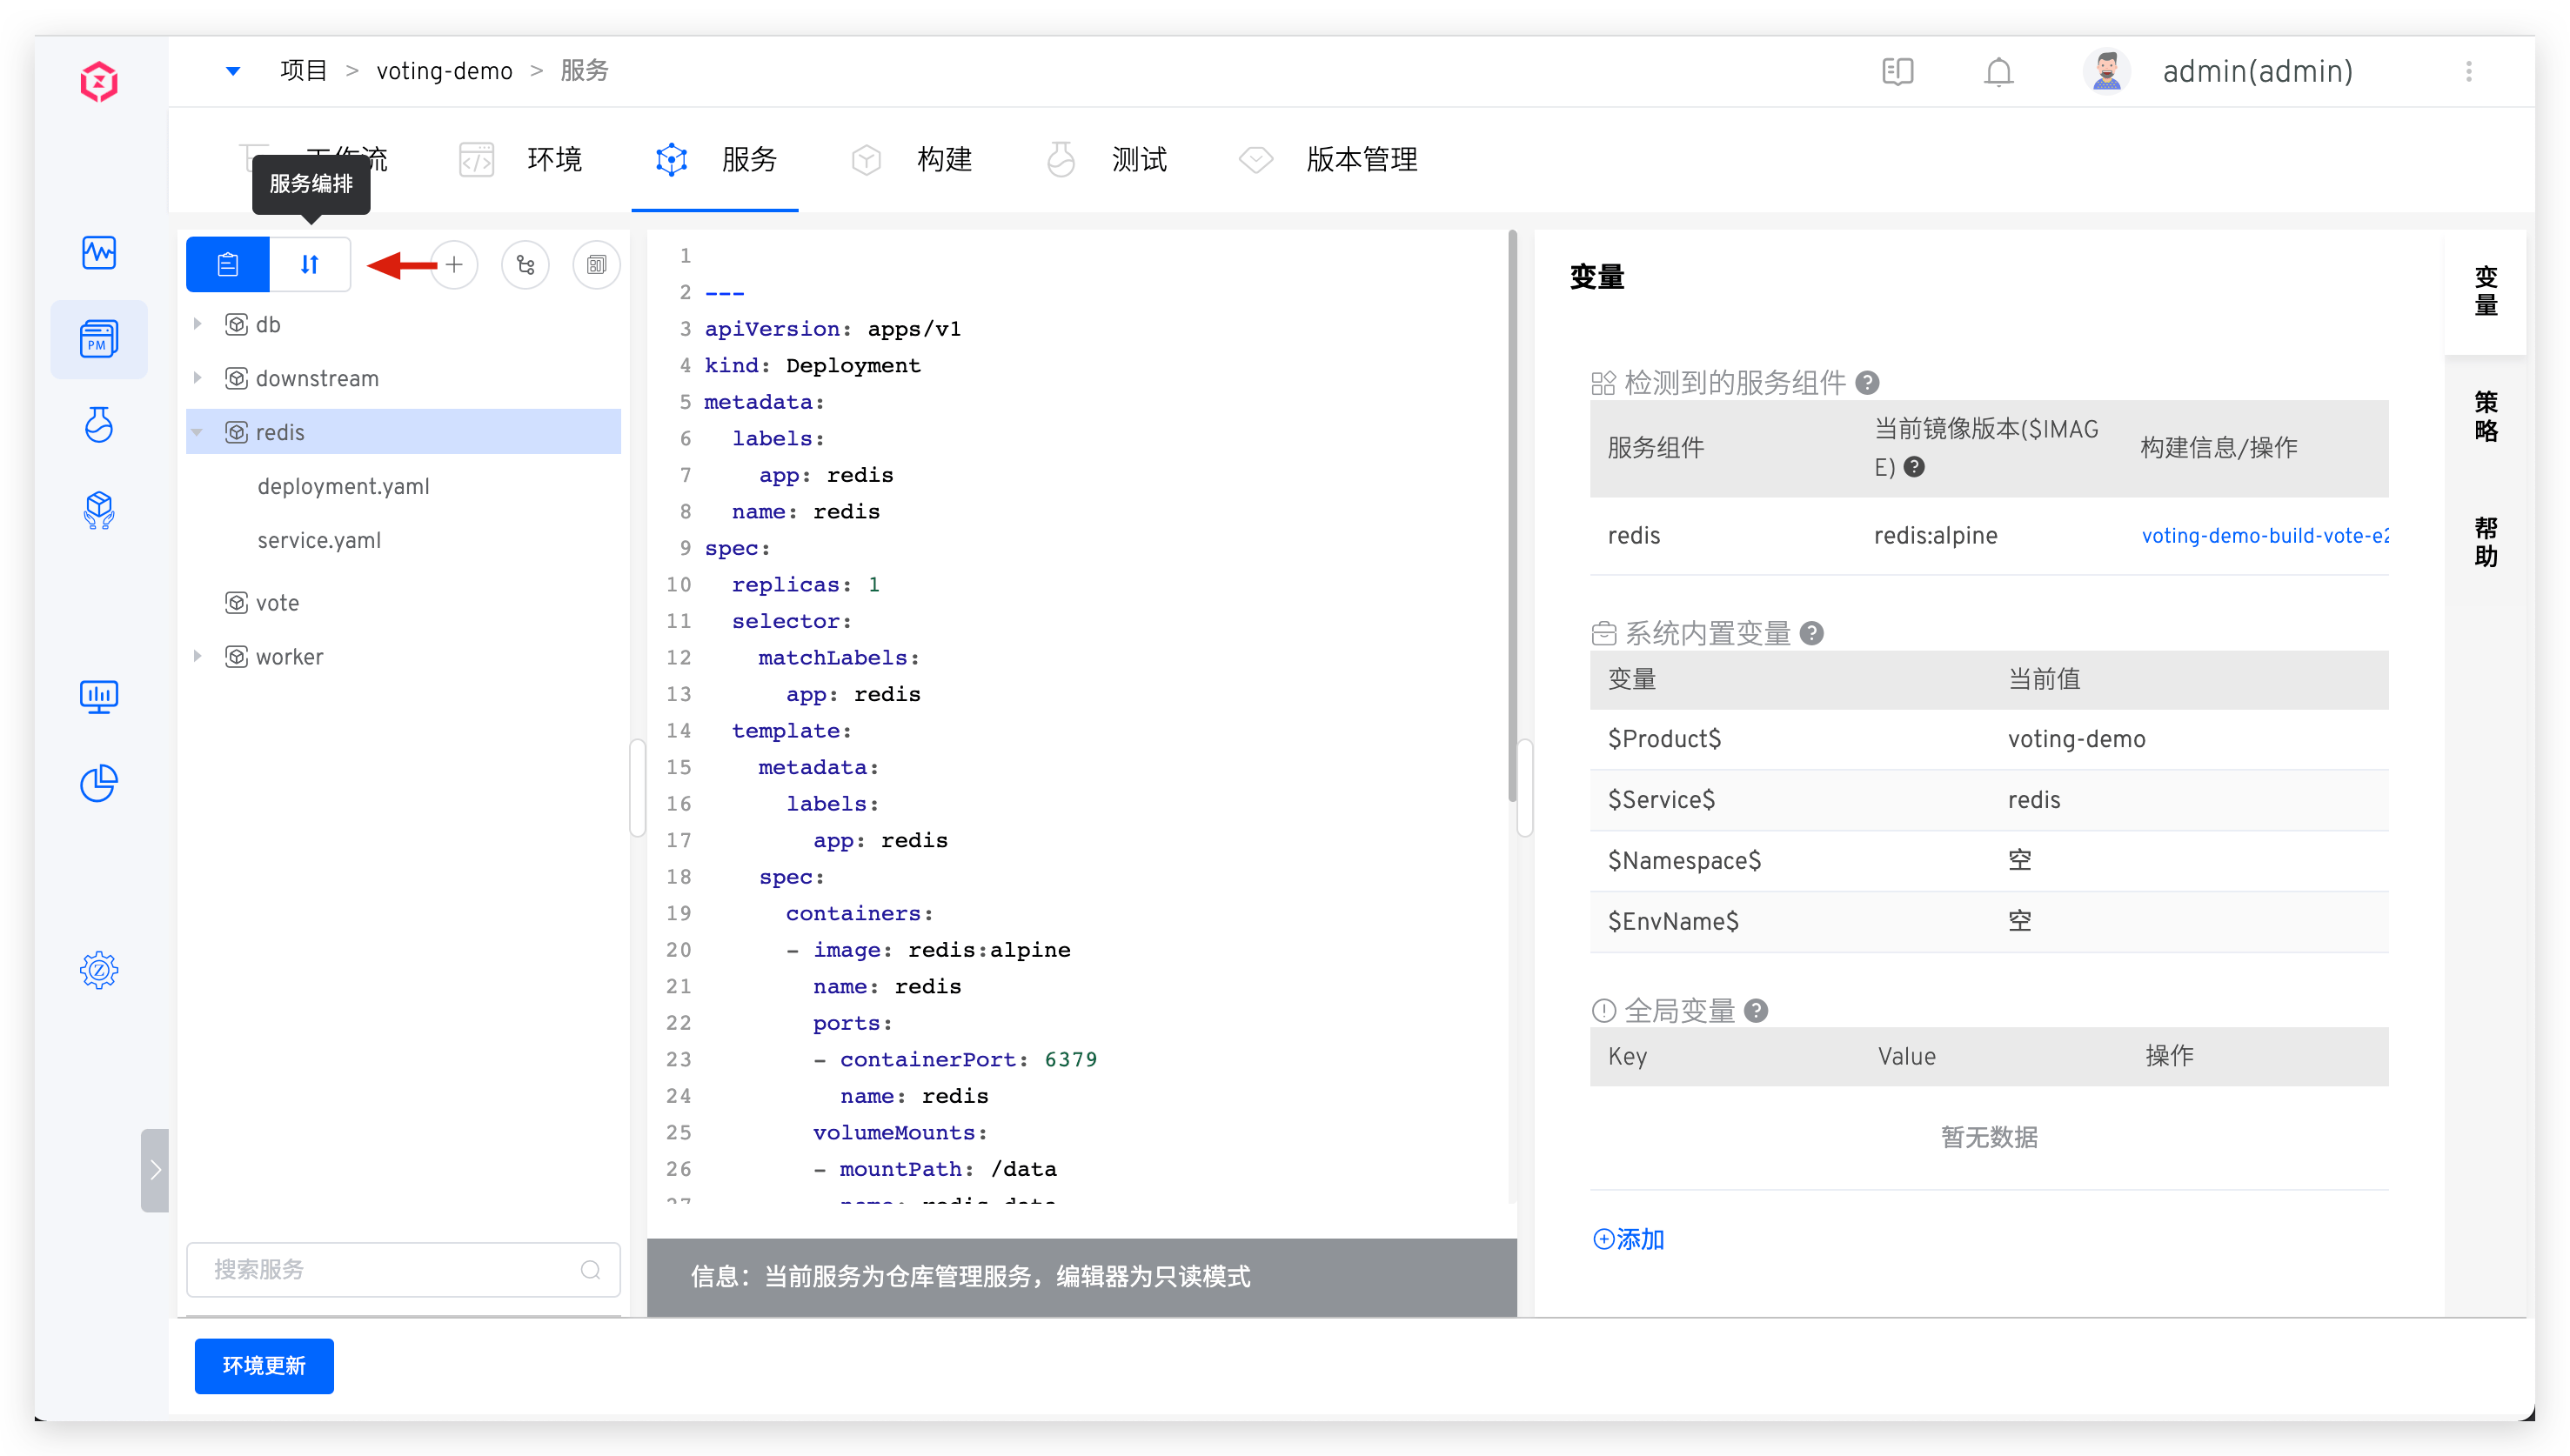 项目 > voting-demo > 服务
admin(admin)
环境
服务
构建
测试
版本管理
服务编排
db
downstream
redis
deployment.yaml
service.yaml
vote
worker
搜索服务
环境更新
PM
1
2 ---
3 apiVersion: apps/v1
4 kind: Deployment
5 metadata:
6 labels:
7 app: redis
8 name: redis
9 spec:
10 replicas: 1
11 selector:
12 matchLabels:
13 app: redis
14 template:
15 metadata:
16 labels:
17 app: redis
18 spec:
19 containers:
20 - image: redis:alpine
21 name: redis
22 ports:
23 - containerPort: 6379
24 name: redis
25 volumeMounts:
26 - mountPath: /data
信息：当前服务为仓库管理服务，编辑器为只读模式
变量
检测到的服务组件
服务组件 当前镜像版本($IMAG
E) 构建信息/操作
redis redis:alpine voting-demo-build-vote-e2
系统内置变量
变量 当前值
$Product$ voting-demo
$Service$ redis
$Namespace$ 空
$EnvName$ 空
全局变量
Key Value 操作
暂无数据
添加
变量
策略
帮助